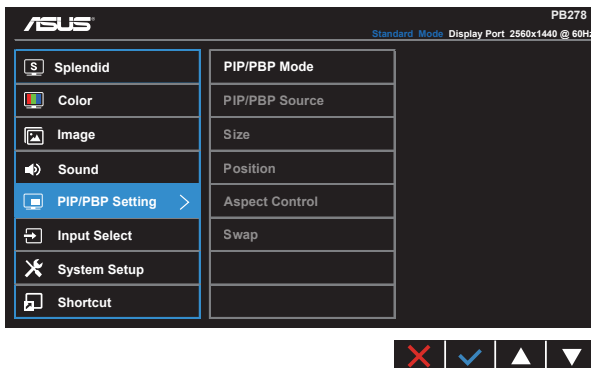 ASUS
PB278
Standard Mode Display Port 2560x1440 @ 60Hz
S Splendid
Color
Image
Sound
PIP/PBP Setting
Input Select
System Setup
Shortcut
PIP/PBP Mode
PIP/PBP Source
Size
Position
Aspect Control
Swap